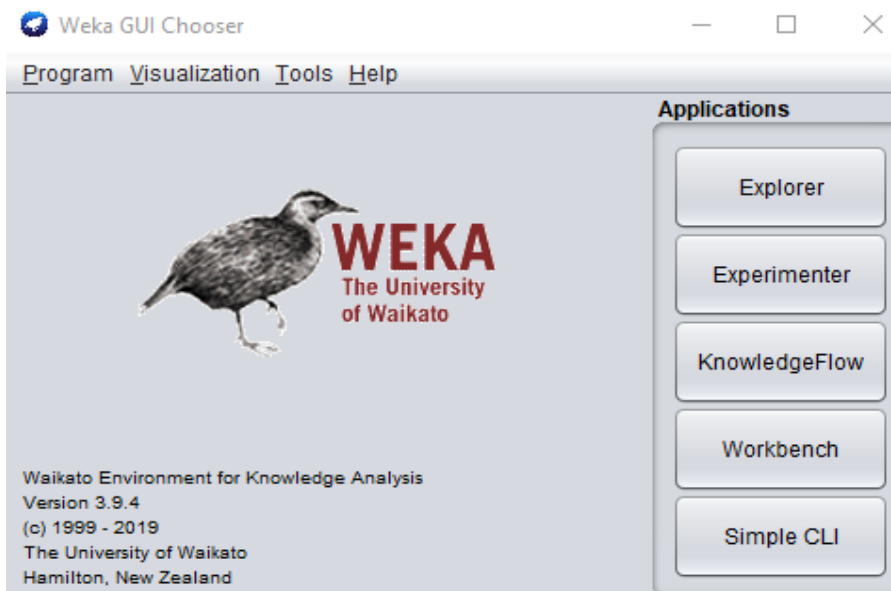 Weka GUI Chooser
Program Visualization Tools Help
Applications
Explorer
Experimenter
KnowledgeFlow
Workbench
Simple CLI
WEKA
The University
of Waikato
Waikato Environment for Knowledge Analysis
Version 3.9.4
(c) 1999 - 2019
The University of Waikato
Hamilton, New Zealand